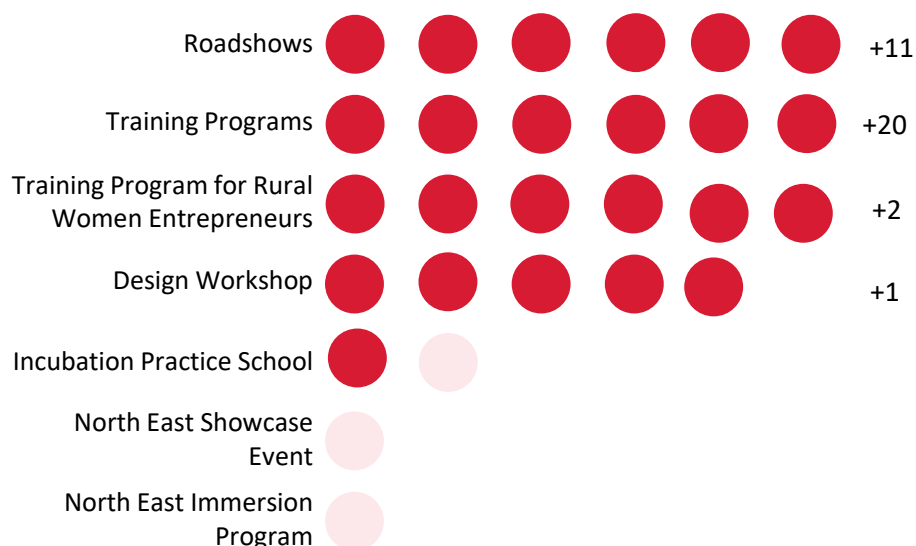 Roadshows
+11
Training Programs
+20
Training Program for Rural
Women Entrepreneurs
+2
Design Workshop
+1
Incubation Practice School
North East Showcase
Event
North East Immersion
Program